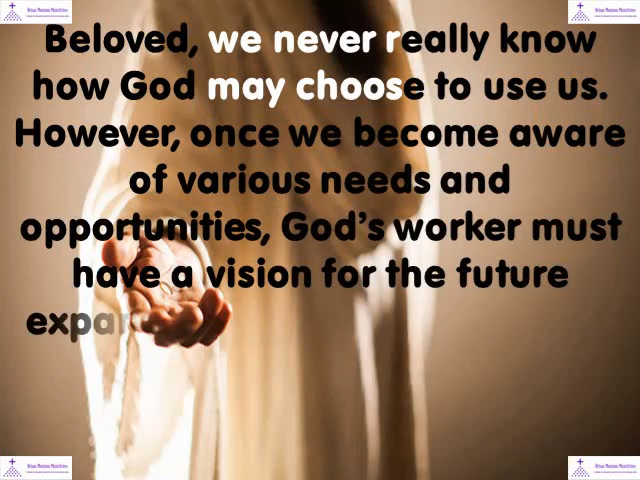 Beloved, we never really know
how God may choose to use us.
However, once we become aware
of various needs and
opportunities, God's worker must
have a vision for the future
expa